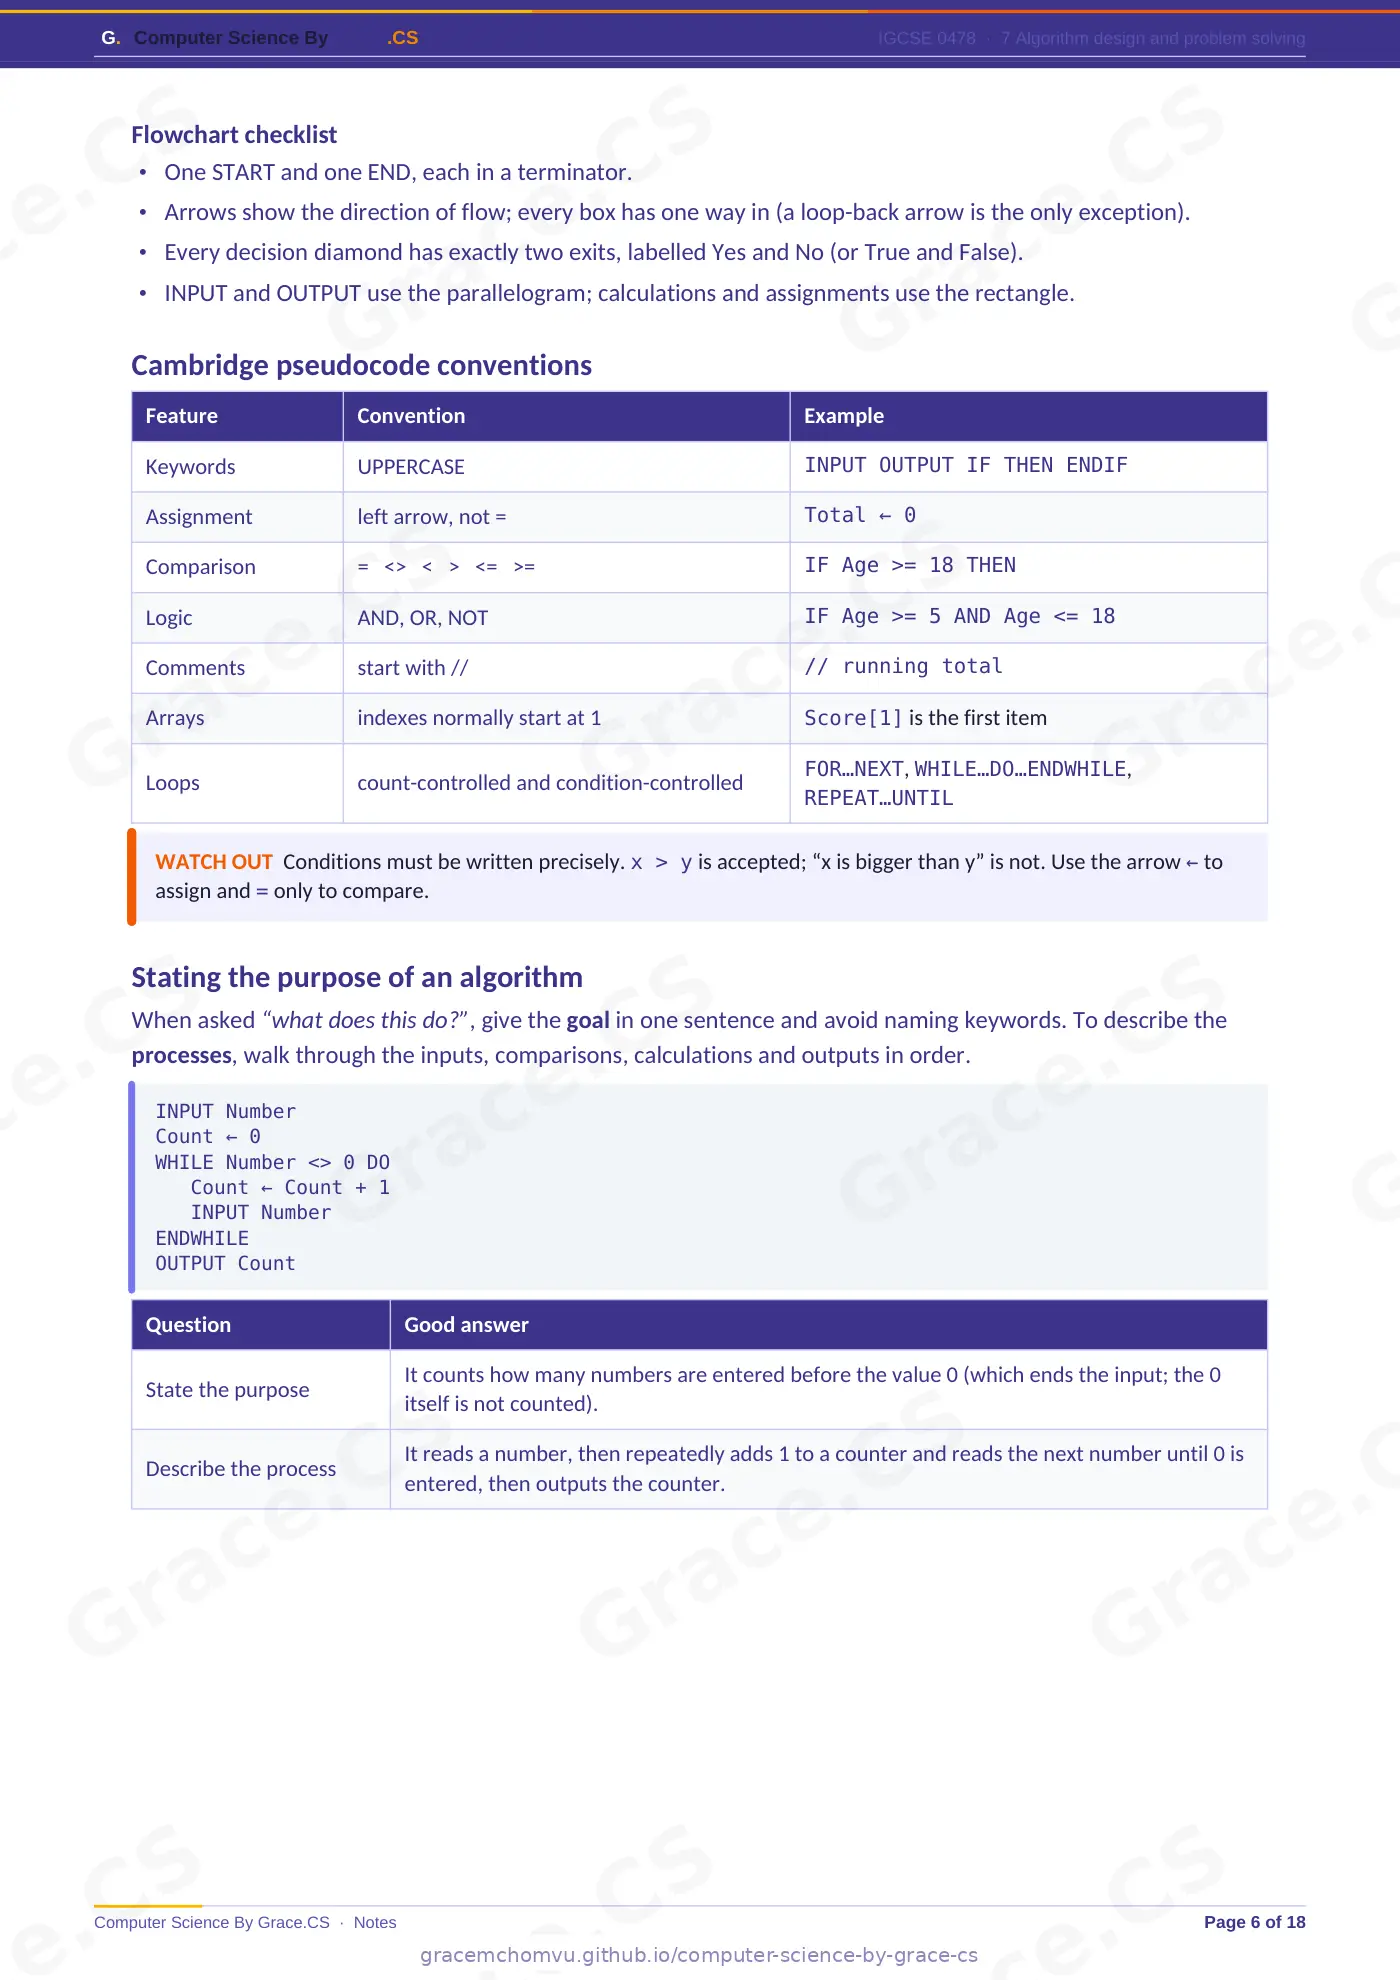 G. Computer Science By .CS
IGCSE 0478 · 7 Algorithm design and problem solving
Flowchart checklist
• One START and one END, each in a terminator.
• Arrows show the direction of flow; every box has one way in (a loop-back arrow is the only exception).
• Every decision diamond has exactly two exits, labelled Yes and No (or True and False).
• INPUT and OUTPUT use the parallelogram; calculations and assignments use the rectangle.
Cambridge pseudocode conventions
Feature Convention Example
Keywords UPPERCASE INPUT OUTPUT IF THEN ENDIF
Assignment left arrow, not = Total ← 0
Comparison = <> < > <= >= IF Age >= 18 THEN
Logic AND, OR, NOT IF Age >= 5 AND Age <= 18
Comments start with // // running total
Arrays indexes normally start at 1 Score[1] is the first item
Loops count-controlled and condition-controlled FOR…NEXT, WHILE…DO…ENDWHILE,
REPEAT…UNTIL
WATCH OUT Conditions must be written precisely. x > y is accepted; “x is bigger than y” is not. Use the arrow ← to
assign and = only to compare.
Stating the purpose of an algorithm
When asked “what does this do?”, give the goal in one sentence and avoid naming keywords. To describe the
processes, walk through the inputs, comparisons, calculations and outputs in order.
INPUT Number
Count ← 0
WHILE Number <> 0 DO
   Count ← Count + 1
   INPUT Number
ENDWHILE
OUTPUT Count
Question Good answer
State the purpose It counts how many numbers are entered before the value 0 (which ends the input; the 0
itself is not counted).
Describe the process It reads a number, then repeatedly adds 1 to a counter and reads the next number until 0 is
entered, then outputs the counter.
Computer Science By Grace.CS · Notes
Page 6 of 18
gracemchomvu.github.io/computer-science-by-grace-cs
Grace.CS